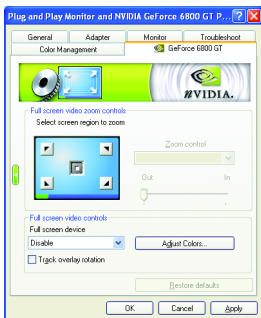 Plug and Play Monitor and NVIDIA GeForce 6800 GT P...
General Adapter Monitor Troubleshoot
Color Management GeForce 6800 GT
NVIDIA.
Full screen video zoom controls
Select screen region to zoom
Zoom control
Out In
Full screen video controls
Full screen device
Disable
Adjust Colors...
Track overlay rotation
Restore defaults
OK Cancel Apply